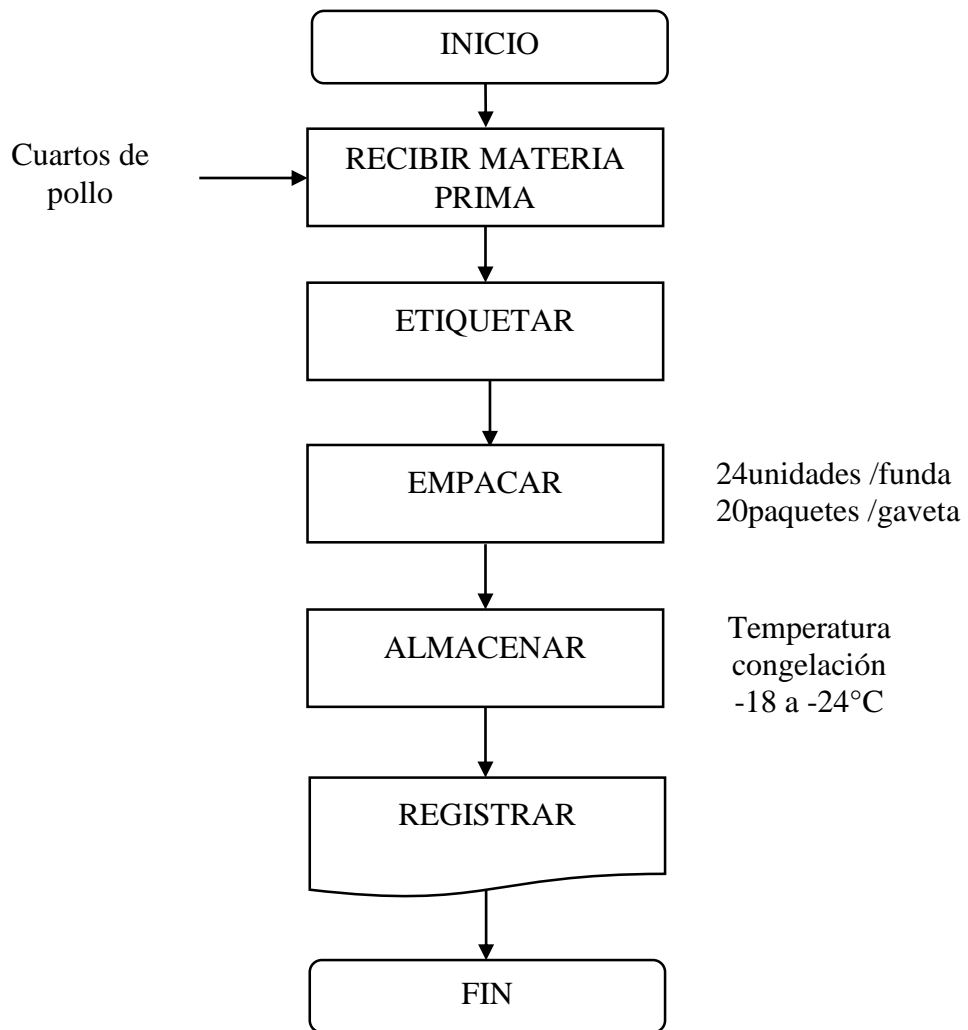 INICIO
Cuartos de
pollo
RECIBIR MATERIA
PRIMA
ETIQUETAR
EMPACAR
24unidades /funda
20paquetes /gaveta
ALMACENAR
Temperatura
congelación
-18 a -24°C
REGISTRAR
FIN